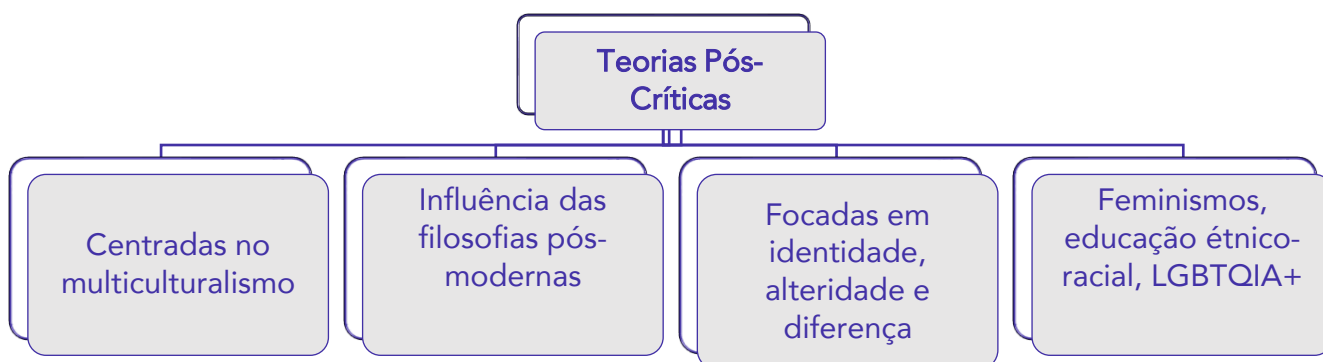 Teorias Pós-
Críticas
Centradas no
multiculturalismo
Influência das
filosofias pós-
modernas
Focadas em
identidade,
alteridade e
diferença
Feminismos,
educação étnico-
racial, LGBTQIA+